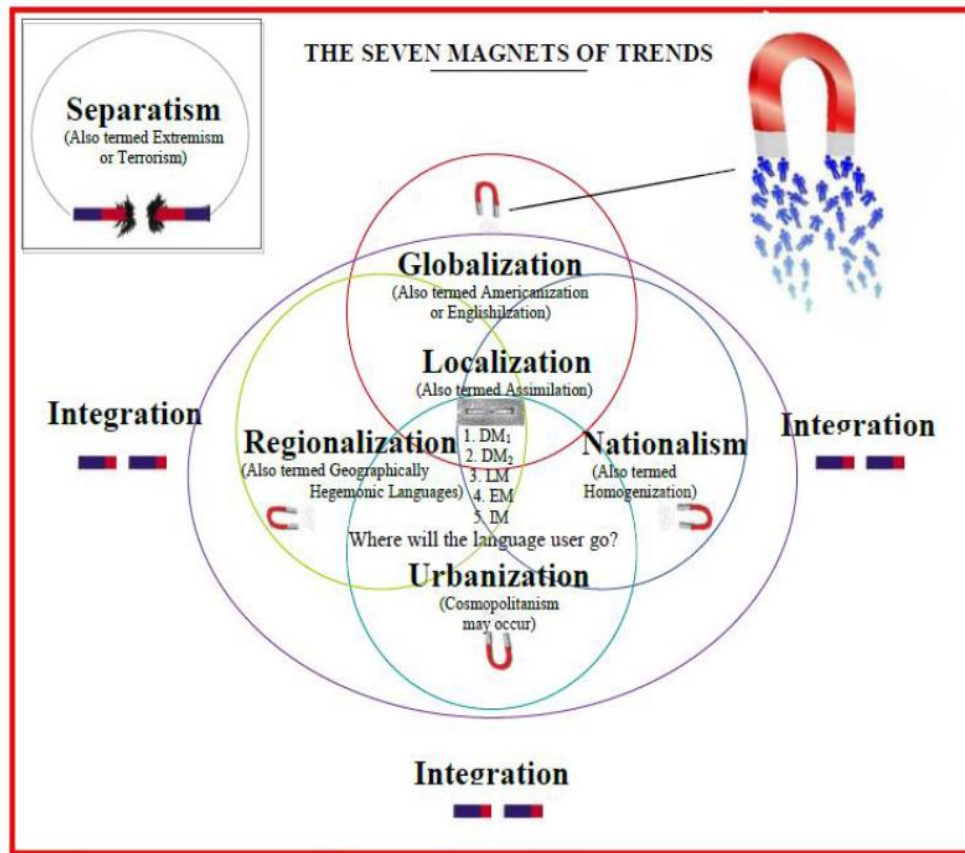 THE SEVEN MAGNETS OF TRENDS
Separatism
(Also termed Extremism
or Terrorism)
Globalization
(Also termed Americanization
or Englishilzation)
Localization
(Also termed Assimilation)
Integration
Integration
Regionalization
(Also termed Geographically
Hegemonic Languages)
1. DM₁
2. DM₂
3. LM
4. EM
5. IM
Nationalism
(Also termed
Homogenization)
Where will the language user go?
Urbanization
(Cosmopolitanism
may occur)
Integration